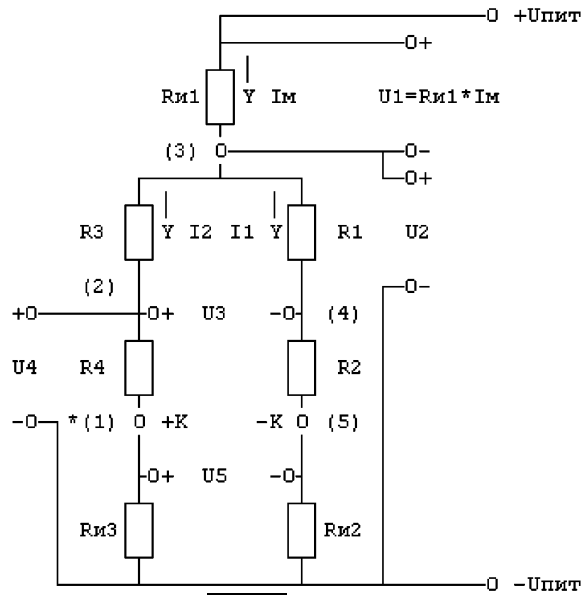 O +Uпит
O+
Rи1 Y Iм U1=Rи1*Iм
(3) O O-
O+
R3 Y I2 I1 Y R1 U2
(2) O-
+O O+ U3 -O (4)
U4 R4 R2
-O *(1) O +K -K O (5)
O+ U5 -O
Rи3 Rи2
O -Uпит